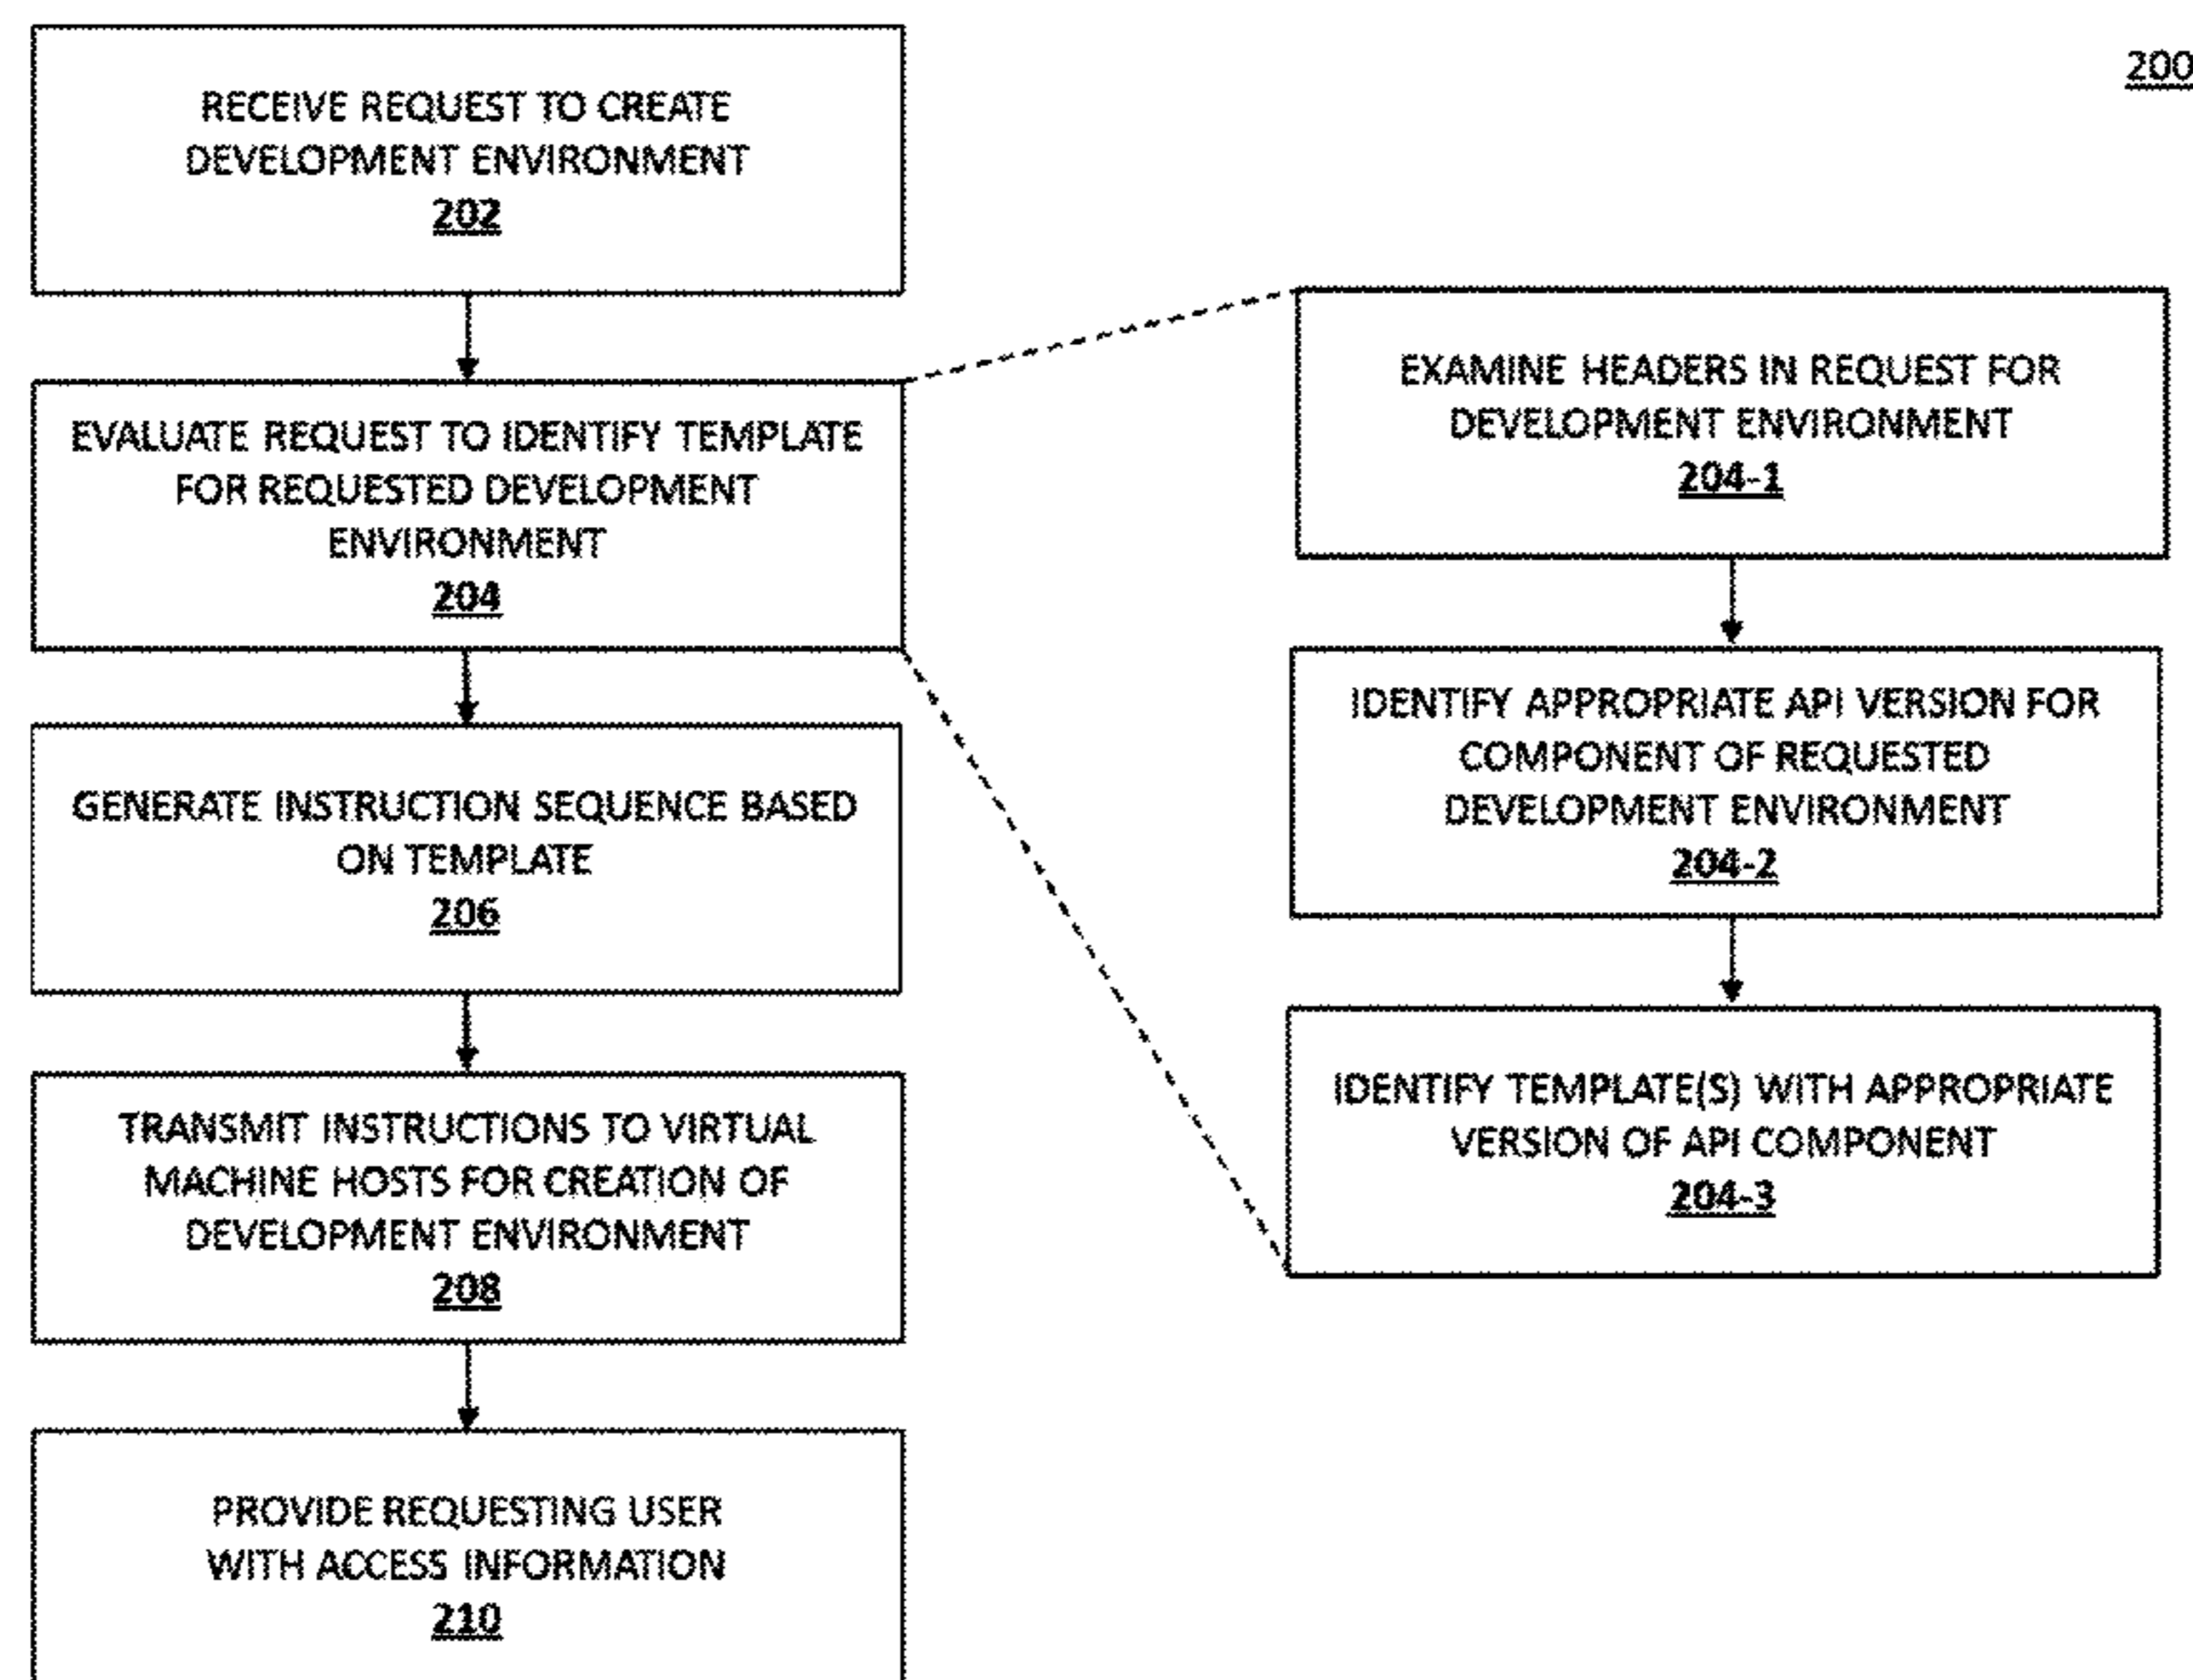 200
RECEIVE REQUEST TO CREATE
DEVELOPMENT ENVIRONMENT
202
EVALUATE REQUEST TO IDENTIFY TEMPLATE
FOR REQUESTED DEVELOPMENT
ENVIRONMENT
204
GENERATE INSTRUCTION SEQUENCE BASED
ON TEMPLATE
206
TRANSMIT INSTRUCTIONS TO VIRTUAL
MACHINE HOSTS FOR CREATION OF
DEVELOPMENT ENVIRONMENT
208
PROVIDE REQUESTING USER
WITH ACCESS INFORMATION
210
EXAMINE HEADERS IN REQUEST FOR
DEVELOPMENT ENVIRONMENT
204-1
IDENTIFY APPROPRIATE API VERSION FOR
COMPONENT OF REQUESTED
DEVELOPMENT ENVIRONMENT
204-2
IDENTIFY TEMPLATE(S) WITH APPROPRIATE
VERSION OF API COMPONENT
204-3